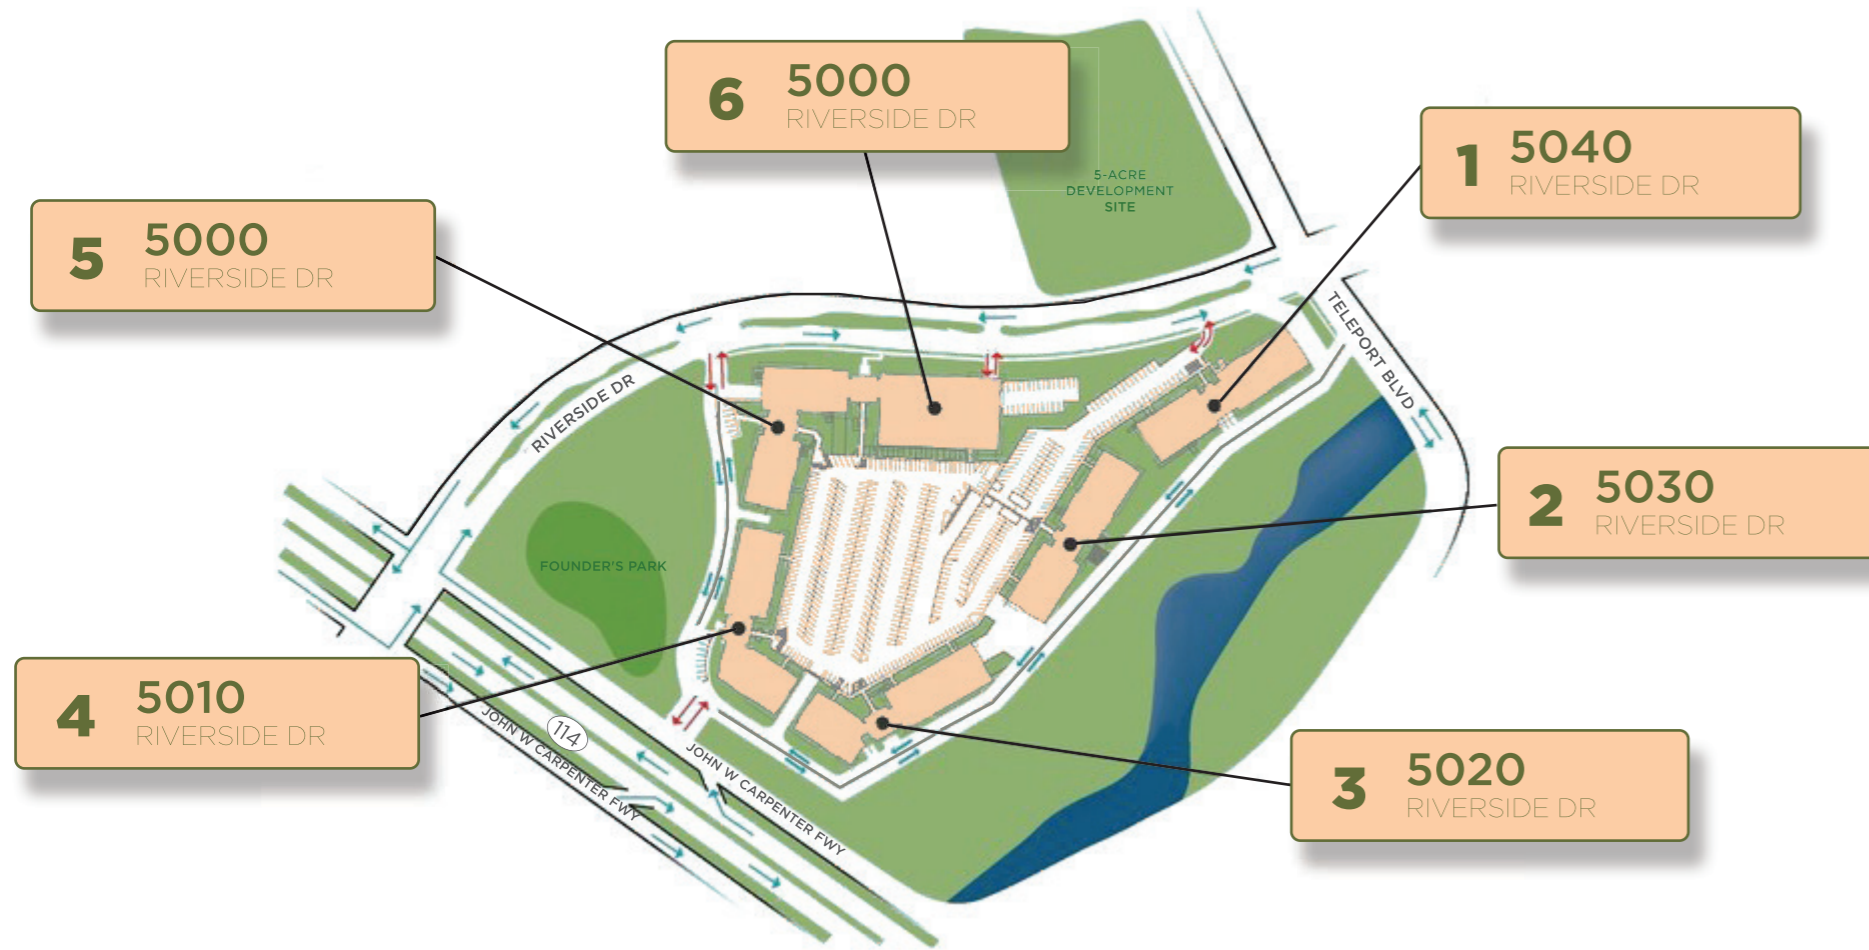 6 5000
RIVERSIDE DR
1 5040
RIVERSIDE DR
5-ACRE
DEVELOPMENT
SITE
5 5000
RIVERSIDE DR
TELEPORT BLVD
RIVERSIDE DR
2 5030
RIVERSIDE DR
FOUNDER'S PARK
4 5010
RIVERSIDE DR
114
JOHN W CARPENTER FWY
JOHN W CARPENTER FWY
3 5020
RIVERSIDE DR